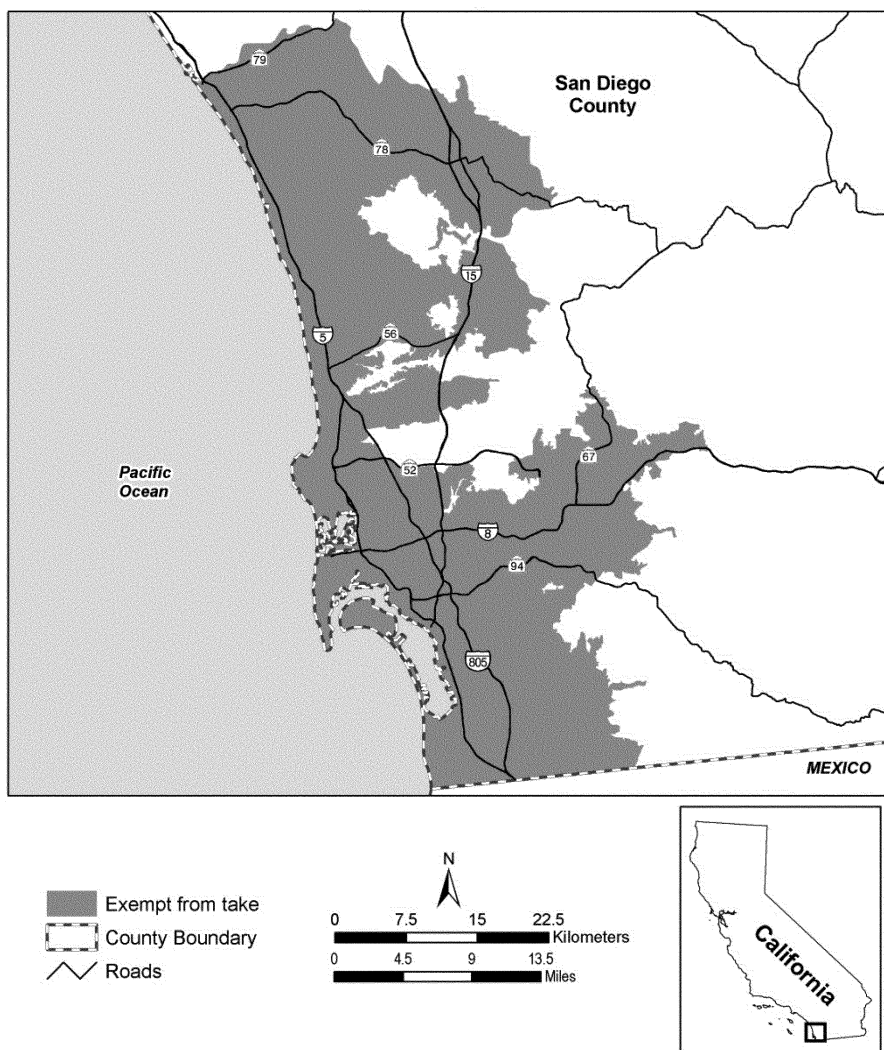 79
San Diego
County
78
15
5
56
67
52
Pacific
Ocean
8
94
805
MEXICO
N
Exempt from take
County Boundary
Roads
0 7.5 15 22.5
Kilometers
0 4.5 9 13.5
Miles
California